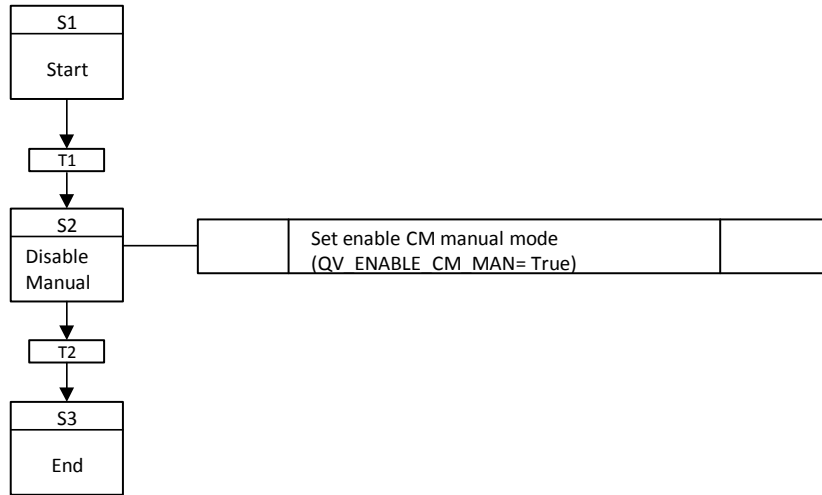 S1
Start
T1
S2
Disable
Manual
Set enable CM manual mode
(QV_ENABLE_CM_MAN= True)
T2
S3
End